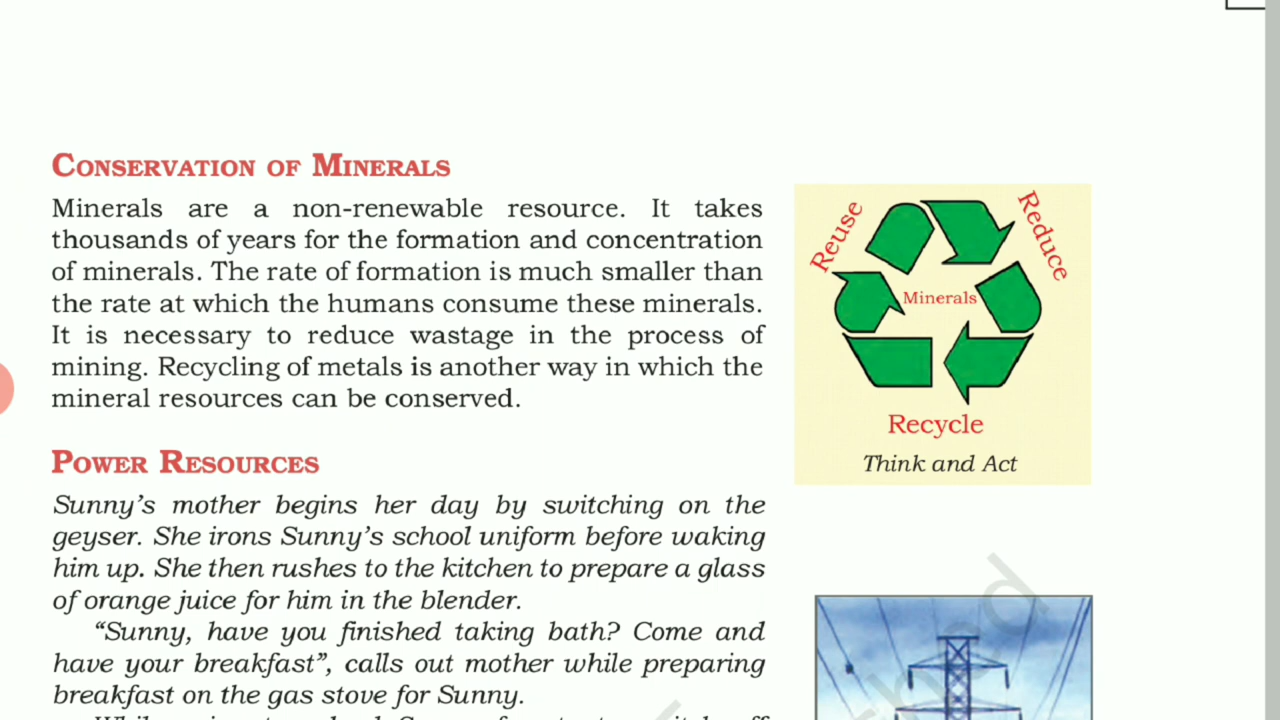 CONSERVATION OF MINERALS
Minerals are a non-renewable resource. It takes
thousands of years for the formation and concentration
of minerals. The rate of formation is much smaller than
the rate at which the humans consume these minerals.
It is necessary to reduce wastage in the process of
mining. Recycling of metals is another way in which the
mineral resources can be conserved.
POWER RESOURCES
Sunny's mother begins her day by switching on the
geyser. She irons Sunny's school uniform before waking
him up. She then rushes to the kitchen to prepare a glass
of orange juice for him in the blender.
“Sunny, have you finished taking bath? Come and
have your breakfast”, calls out mother while preparing
breakfast on the gas stove for Sunny.
Reuse
Reduce
Minerals
Recycle
Think and Act